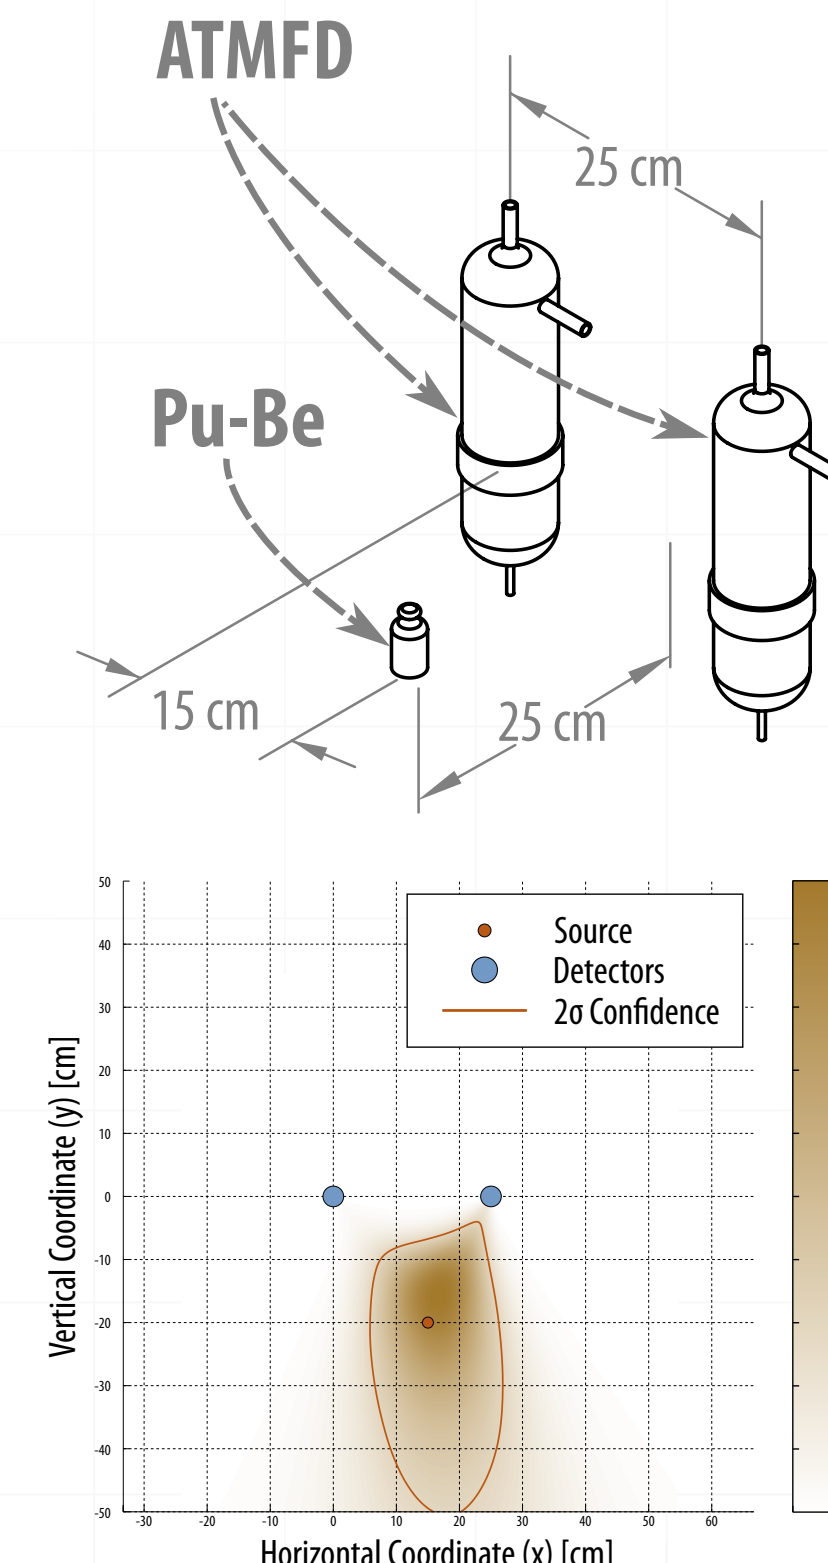 ATMFD
25 cm
Pu-Be
15 cm
25 cm
Source
Detectors
2σ Confidence
50
40
30
20
10
0
-10
-20
-30
-40
-50
Vertical Coordinate (y) [cm]
-30 -20 -10 0 10 20 30 40 50 60
Horizontal Coordinate (x) [cm]